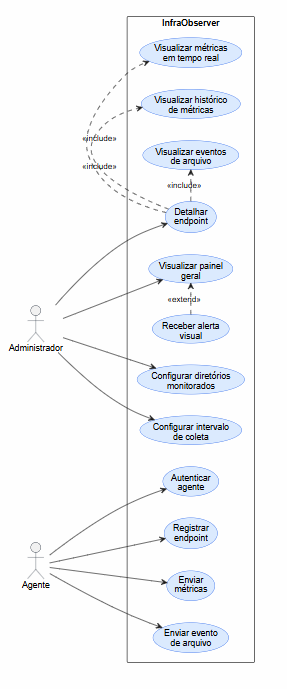 InfraObserver
Visualizar métricas
em tempo real
Visualizar histórico
de métricas
«include»
Visualizar eventos
de arquivo
«include»
«include»
Detalhar
endpoint
Visualizar painel
geral
«extend»
Receber alerta
visual
Administrador
Configurar diretórios
monitorados
Configurar intervalo
de coleta
Autenticar
agente
Registrar
endpoint
Agente
Enviar
métricas
Enviar evento
de arquivo